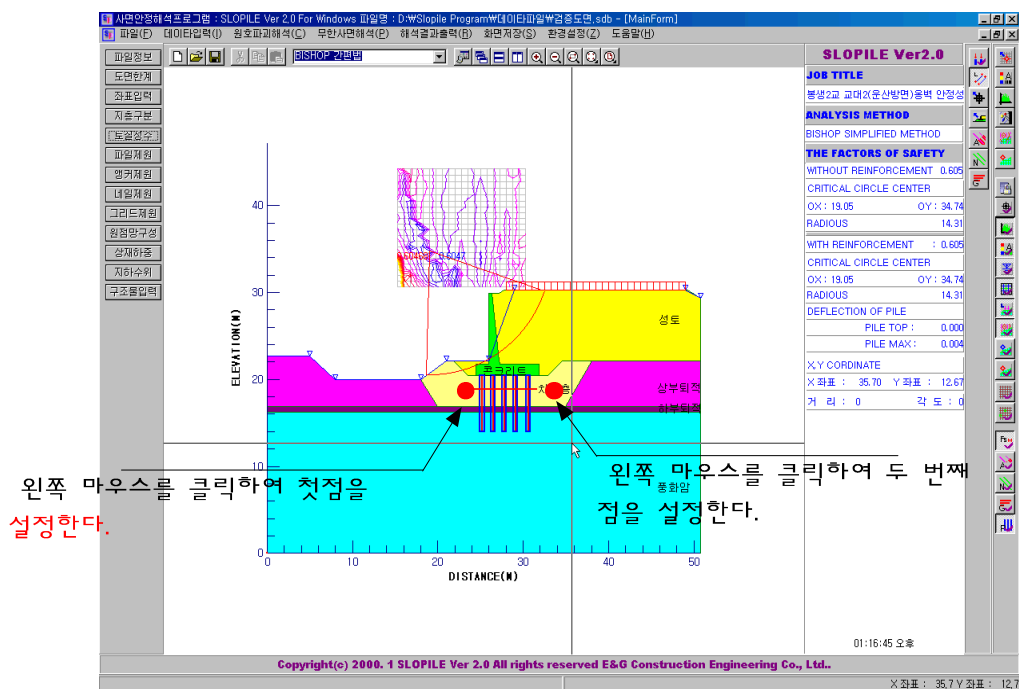 사면안정해석프로그램 : SLOPILE Ver 2.0 For Windows 파일명 : D:₩Slopile Program₩데이타파일₩검증도면.sdb - [MainForm]
파일(F) 데이타입력(I) 원호파괴해석(C) 무한사면해석(P) 해석결과출력(R) 화면저장(S) 환경설정(Z) 도움말(H)
BISHOP 간편법
파일정보
도면한계
좌표입력
지층구분
토질정수
파일제원
앵커제원
네일제원
그리드제원
원점망구성
상재하중
지하수위
구조물입력
SLOPILE Ver2.0
JOB TITLE
봉생2교 교대2(운산방면)옹벽 안정성
ANALYSIS METHOD
BISHOP SIMPLIFIED METHOD
THE FACTORS OF SAFETY
WITHOUT REINFORCEMENT 0.605
CRITICAL CIRCLE CENTER
OX : 19.05 OY : 34.74
RADIOUS 14.31
WITH REINFORCEMENT : 0.605
CRITICAL CIRCLE CENTER
OX : 19.05 OY : 34.74
RADIOUS 14.31
DEFLECTION OF PILE
PILE TOP : 0.000
PILE MAX : 0.004
X,Y CORDINATE
X 좌표 : 35.70 Y 좌표 : 12.67
거 리 : 0 각 도 : 0
01:16:45 오후
ELEVATION(M)
40
30
20
10
0
0 10 20 30 40 50
DISTANCE(M)
0.6047
성토
콘크리트
상부퇴적
하부퇴적
풍화암
왼쪽 마우스를 클릭하여 첫점을
설정한다.
왼쪽 마우스를 클릭하여 두 번째
점을 설정한다.
Copyright(c) 2000. 1 SLOPILE Ver 2.0 All rights reserved E&G Construction Engineering Co., Ltd..
X 좌표 : 35.7 Y 좌표 : 12.7